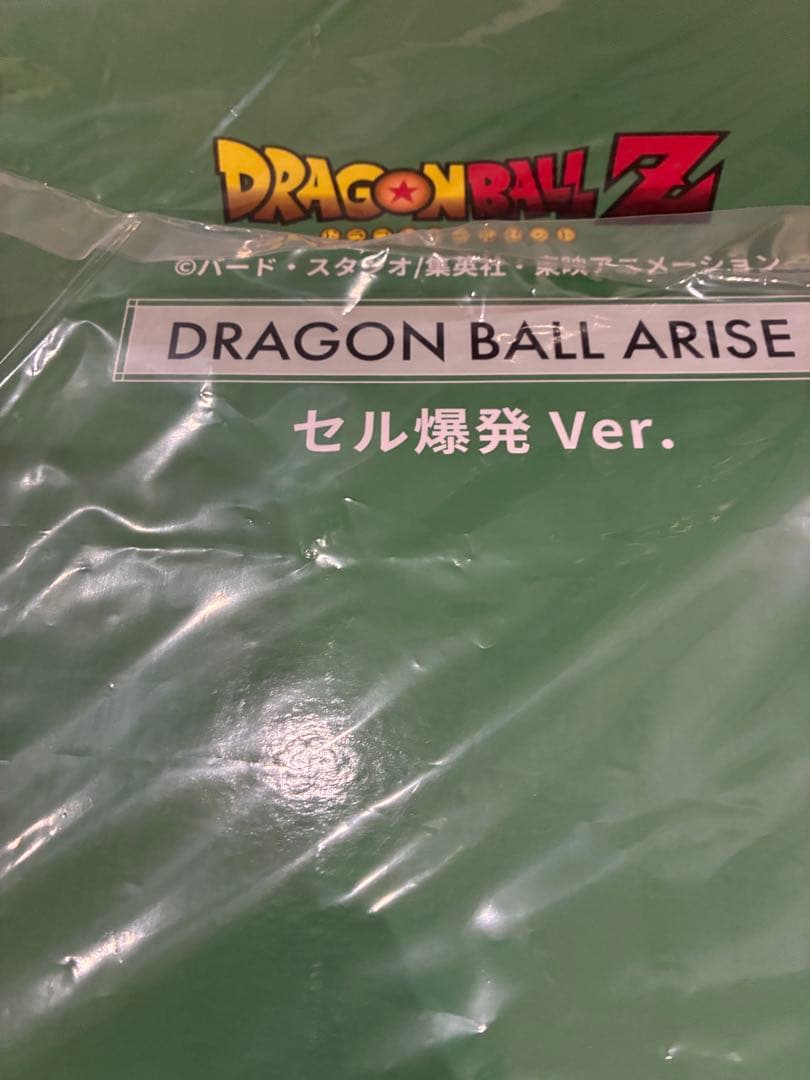 DRAGONBALL Z
©バード・スタジオ/集英社・東映アニメーション
DRAGON BALL ARISE
セル爆発 Ver.